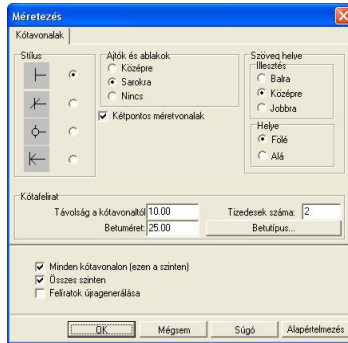 Méretezés
Kótavonalak
Stílus
Ajtók és ablakok
Középre
Sarokra
Nincs
Kétpontos méretvonalak
Szöveg helye
Illesztés
Balra
Középre
Jobbra
Helye
Fölé
Alá
Kótafelirat
Távolság a kótavonaltól 10.00
Tizedesek száma: 2
Betuméret: 25.00
Betutípus...
Minden kótavonalon (ezen a szinten)
Összes szinten
Feliratok újragenerálása
OK
Mégsem
Súgó
Alapértelmezés